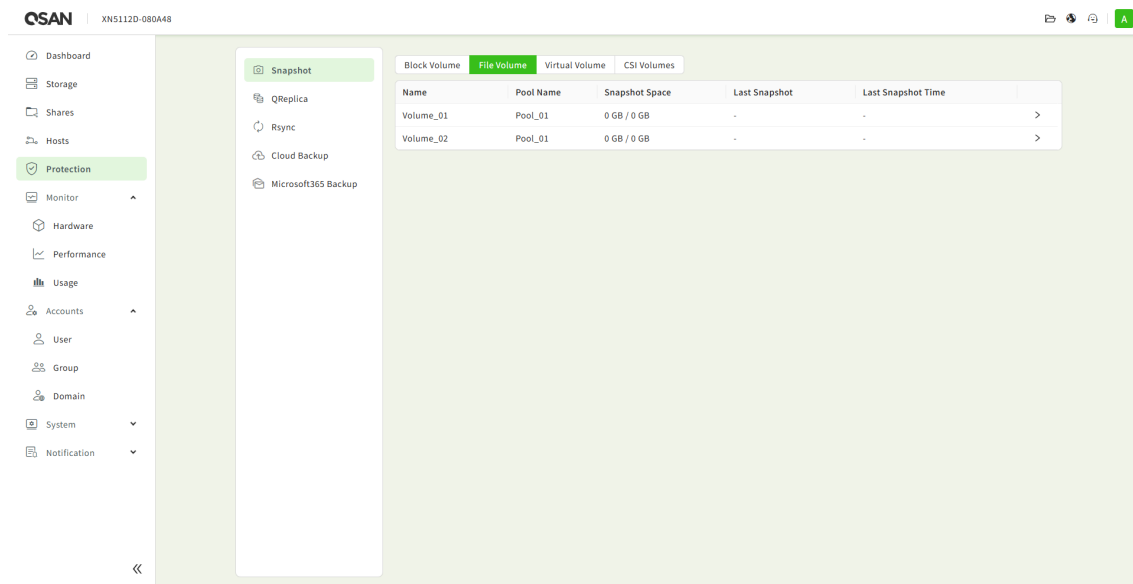 QSAN XN5112D-080A48
A
Dashboard
Storage
Shares
Hosts
Protection
Monitor
Hardware
Performance
Usage
Accounts
User
Group
Domain
System
Notification
Snapshot
QReplica
Rsync
Cloud Backup
Microsoft365 Backup
Block Volume File Volume Virtual Volume CSI Volumes
Name Pool Name Snapshot Space Last Snapshot Last Snapshot Time
Volume_01 Pool_01 0 GB / 0 GB - -
Volume_02 Pool_01 0 GB / 0 GB - -